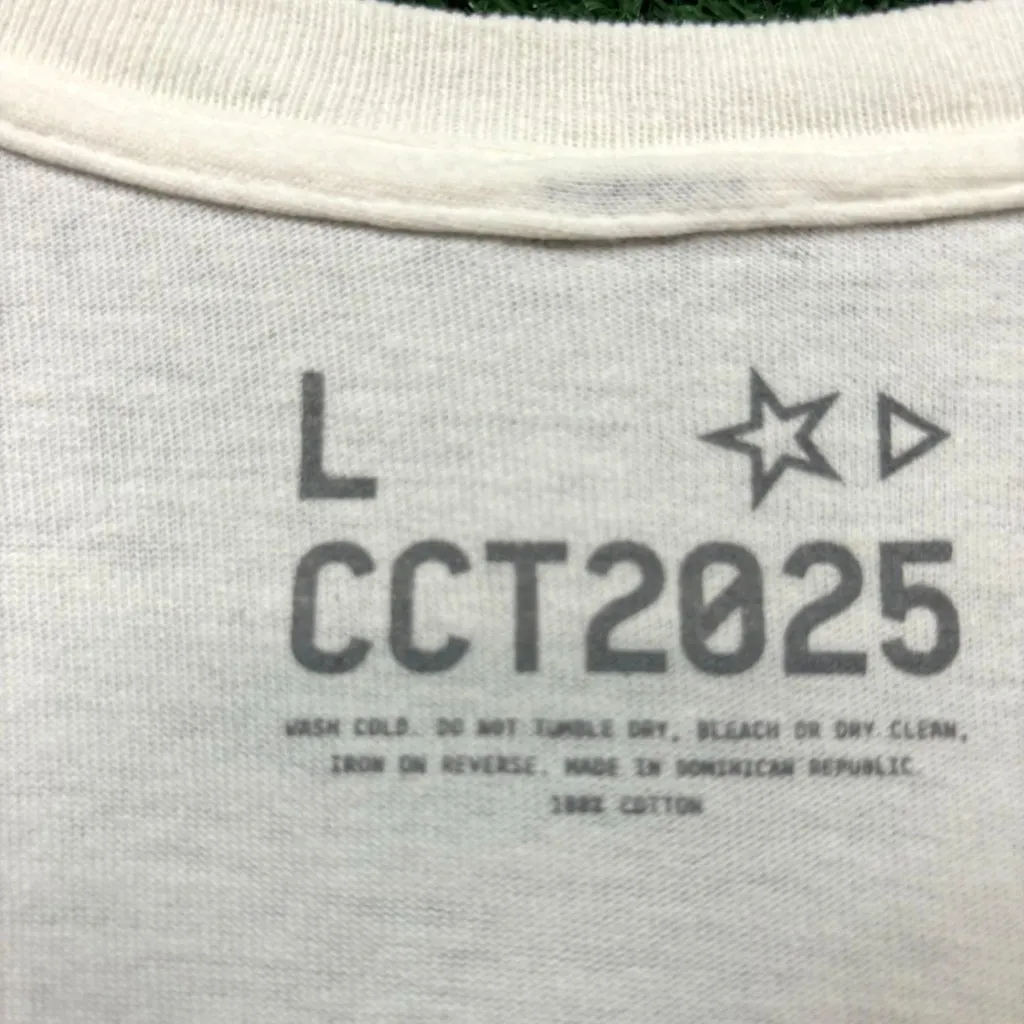 L
CCT2025
WASH COLD. DO NOT TUMBLE DRY, BLEACH OR DRY CLEAN,
IRON ON REVERSE. MADE IN DOMINICAN REPUBLIC
100% COTTON